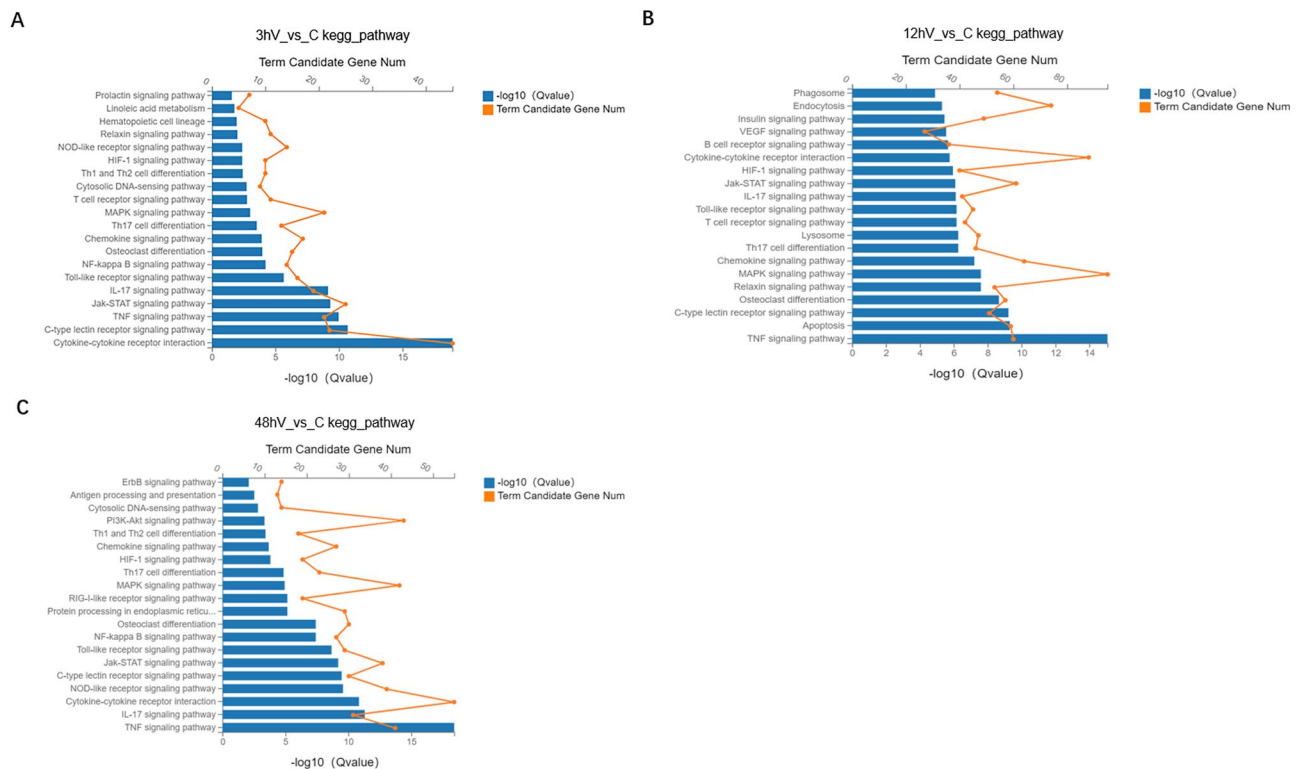 A
3hV_vs_C kegg_pathway
Term Candidate Gene Num
0 10 20 30 40
-log10（Qvalue）
Term Candidate Gene Num
Prolactin signaling pathway
Linoleic acid metabolism
Hematopoietic cell lineage
Relaxin signaling pathway
NOD-like receptor signaling pathway
HIF-1 signaling pathway
Th1 and Th2 cell differentiation
Cytosolic DNA-sensing pathway
T cell receptor signaling pathway
MAPK signaling pathway
Th17 cell differentiation
Chemokine signaling pathway
Osteoclast differentiation
NF-kappa B signaling pathway
Toll-like receptor signaling pathway
IL-17 signaling pathway
Jak-STAT signaling pathway
TNF signaling pathway
C-type lectin receptor signaling pathway
Cytokine-cytokine receptor interaction
0 5 10 15
-log10（Qvalue）
B
12hV_vs_C kegg_pathway
Term Candidate Gene Num
0 20 40 60 80
-log10（Qvalue）
Term Candidate Gene Num
Phagosome
Endocytosis
Insulin signaling pathway
VEGF signaling pathway
B cell receptor signaling pathway
Cytokine-cytokine receptor interaction
HIF-1 signaling pathway
Jak-STAT signaling pathway
IL-17 signaling pathway
Toll-like receptor signaling pathway
T cell receptor signaling pathway
Lysosome
Th17 cell differentiation
Chemokine signaling pathway
MAPK signaling pathway
Relaxin signaling pathway
Osteoclast differentiation
C-type lectin receptor signaling pathway
Apoptosis
TNF signaling pathway
0 2 4 6 8 10 12 14
-log10（Qvalue）
C
48hV_vs_C kegg_pathway
Term Candidate Gene Num
0 10 20 30 40 50
-log10（Qvalue）
Term Candidate Gene Num
ErbB signaling pathway
Antigen processing and presentation
Cytosolic DNA-sensing pathway
PI3K-Akt signaling pathway
Th1 and Th2 cell differentiation
Chemokine signaling pathway
HIF-1 signaling pathway
Th17 cell differentiation
MAPK signaling pathway
RIG-I-like receptor signaling pathway
Protein processing in endoplasmic reticu...
Osteoclast differentiation
NF-kappa B signaling pathway
Toll-like receptor signaling pathway
Jak-STAT signaling pathway
C-type lectin receptor signaling pathway
NOD-like receptor signaling pathway
Cytokine-cytokine receptor interaction
IL-17 signaling pathway
TNF signaling pathway
0 5 10 15
-log10（Qvalue）